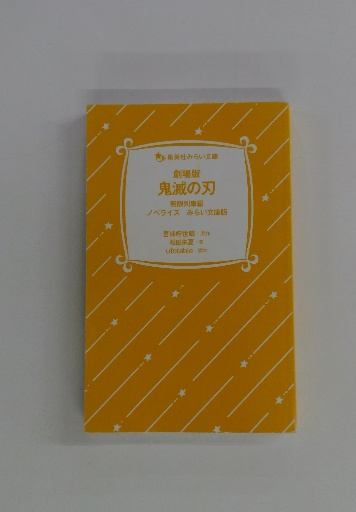 集英社みらい文庫
劇場版
鬼滅の刃
無限列車編
ノベライズ みらい文庫版
吾峠呼世晴・原作
松田朱夏・著
ufotable・脚本